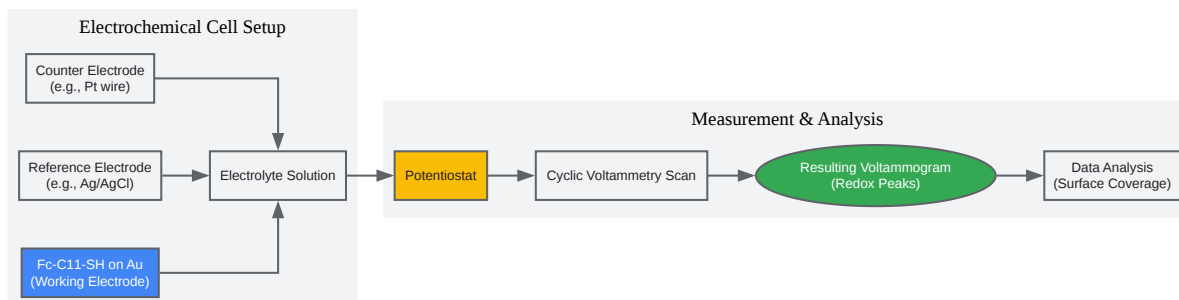 Electrochemical Cell Setup
Counter Electrode
(e.g., Pt wire)
Reference Electrode
(e.g., Ag/AgCl)
Electrolyte Solution
Fc-C11-SH on Au
(Working Electrode)
Measurement & Analysis
Potentiostat
Cyclic Voltammetry Scan
Resulting Voltammogram
(Redox Peaks)
Data Analysis
(Surface Coverage)